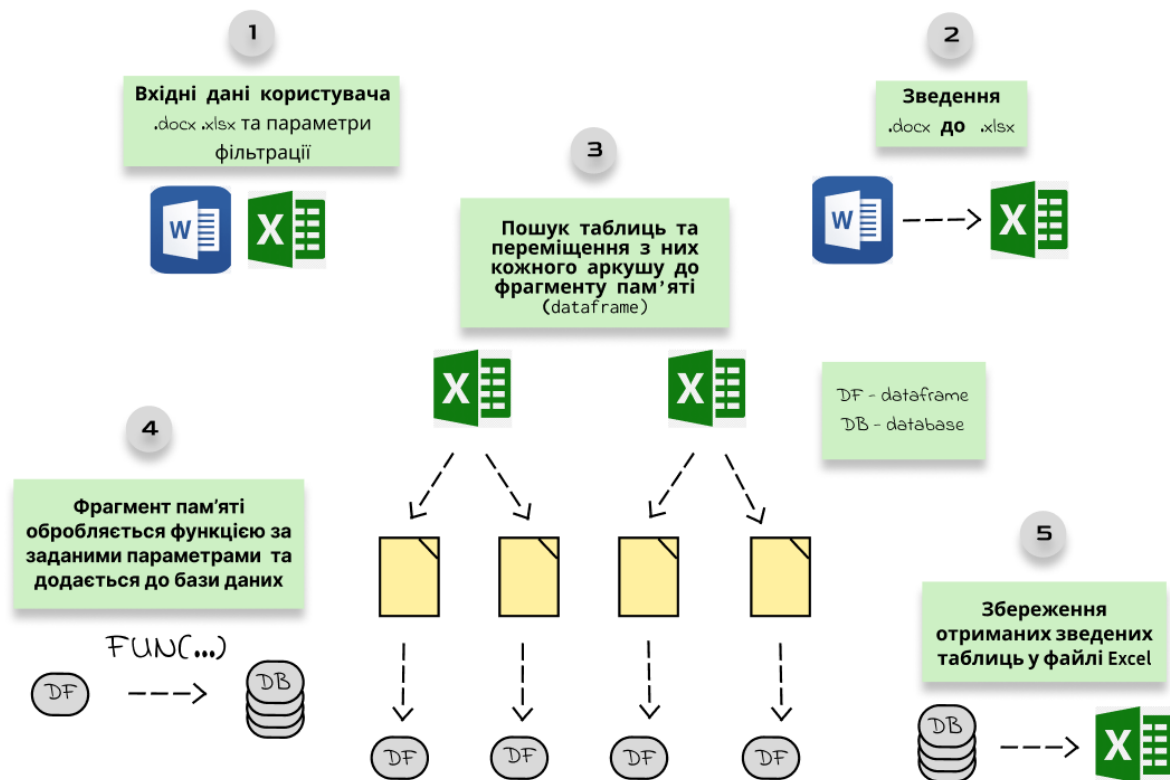 1
Вхідні дані користувача
.docx .xlsx та параметри
фільтрації
W X
2
Зведення
.docx до .xlsx
W X
3
Пошук таблиць та
переміщення з них
кожного аркушу до
фрагменту пам’яті
(dataframe)
X X
DF - dataframe
DB - database
4
Фрагмент пам’яті
обробляється функцією за
заданими параметрами та
додається до бази даних
FUN(...)
DF DB
DF DF DF DF
5
Збереження
отриманих зведених
таблиць у файлі Excel
DB X